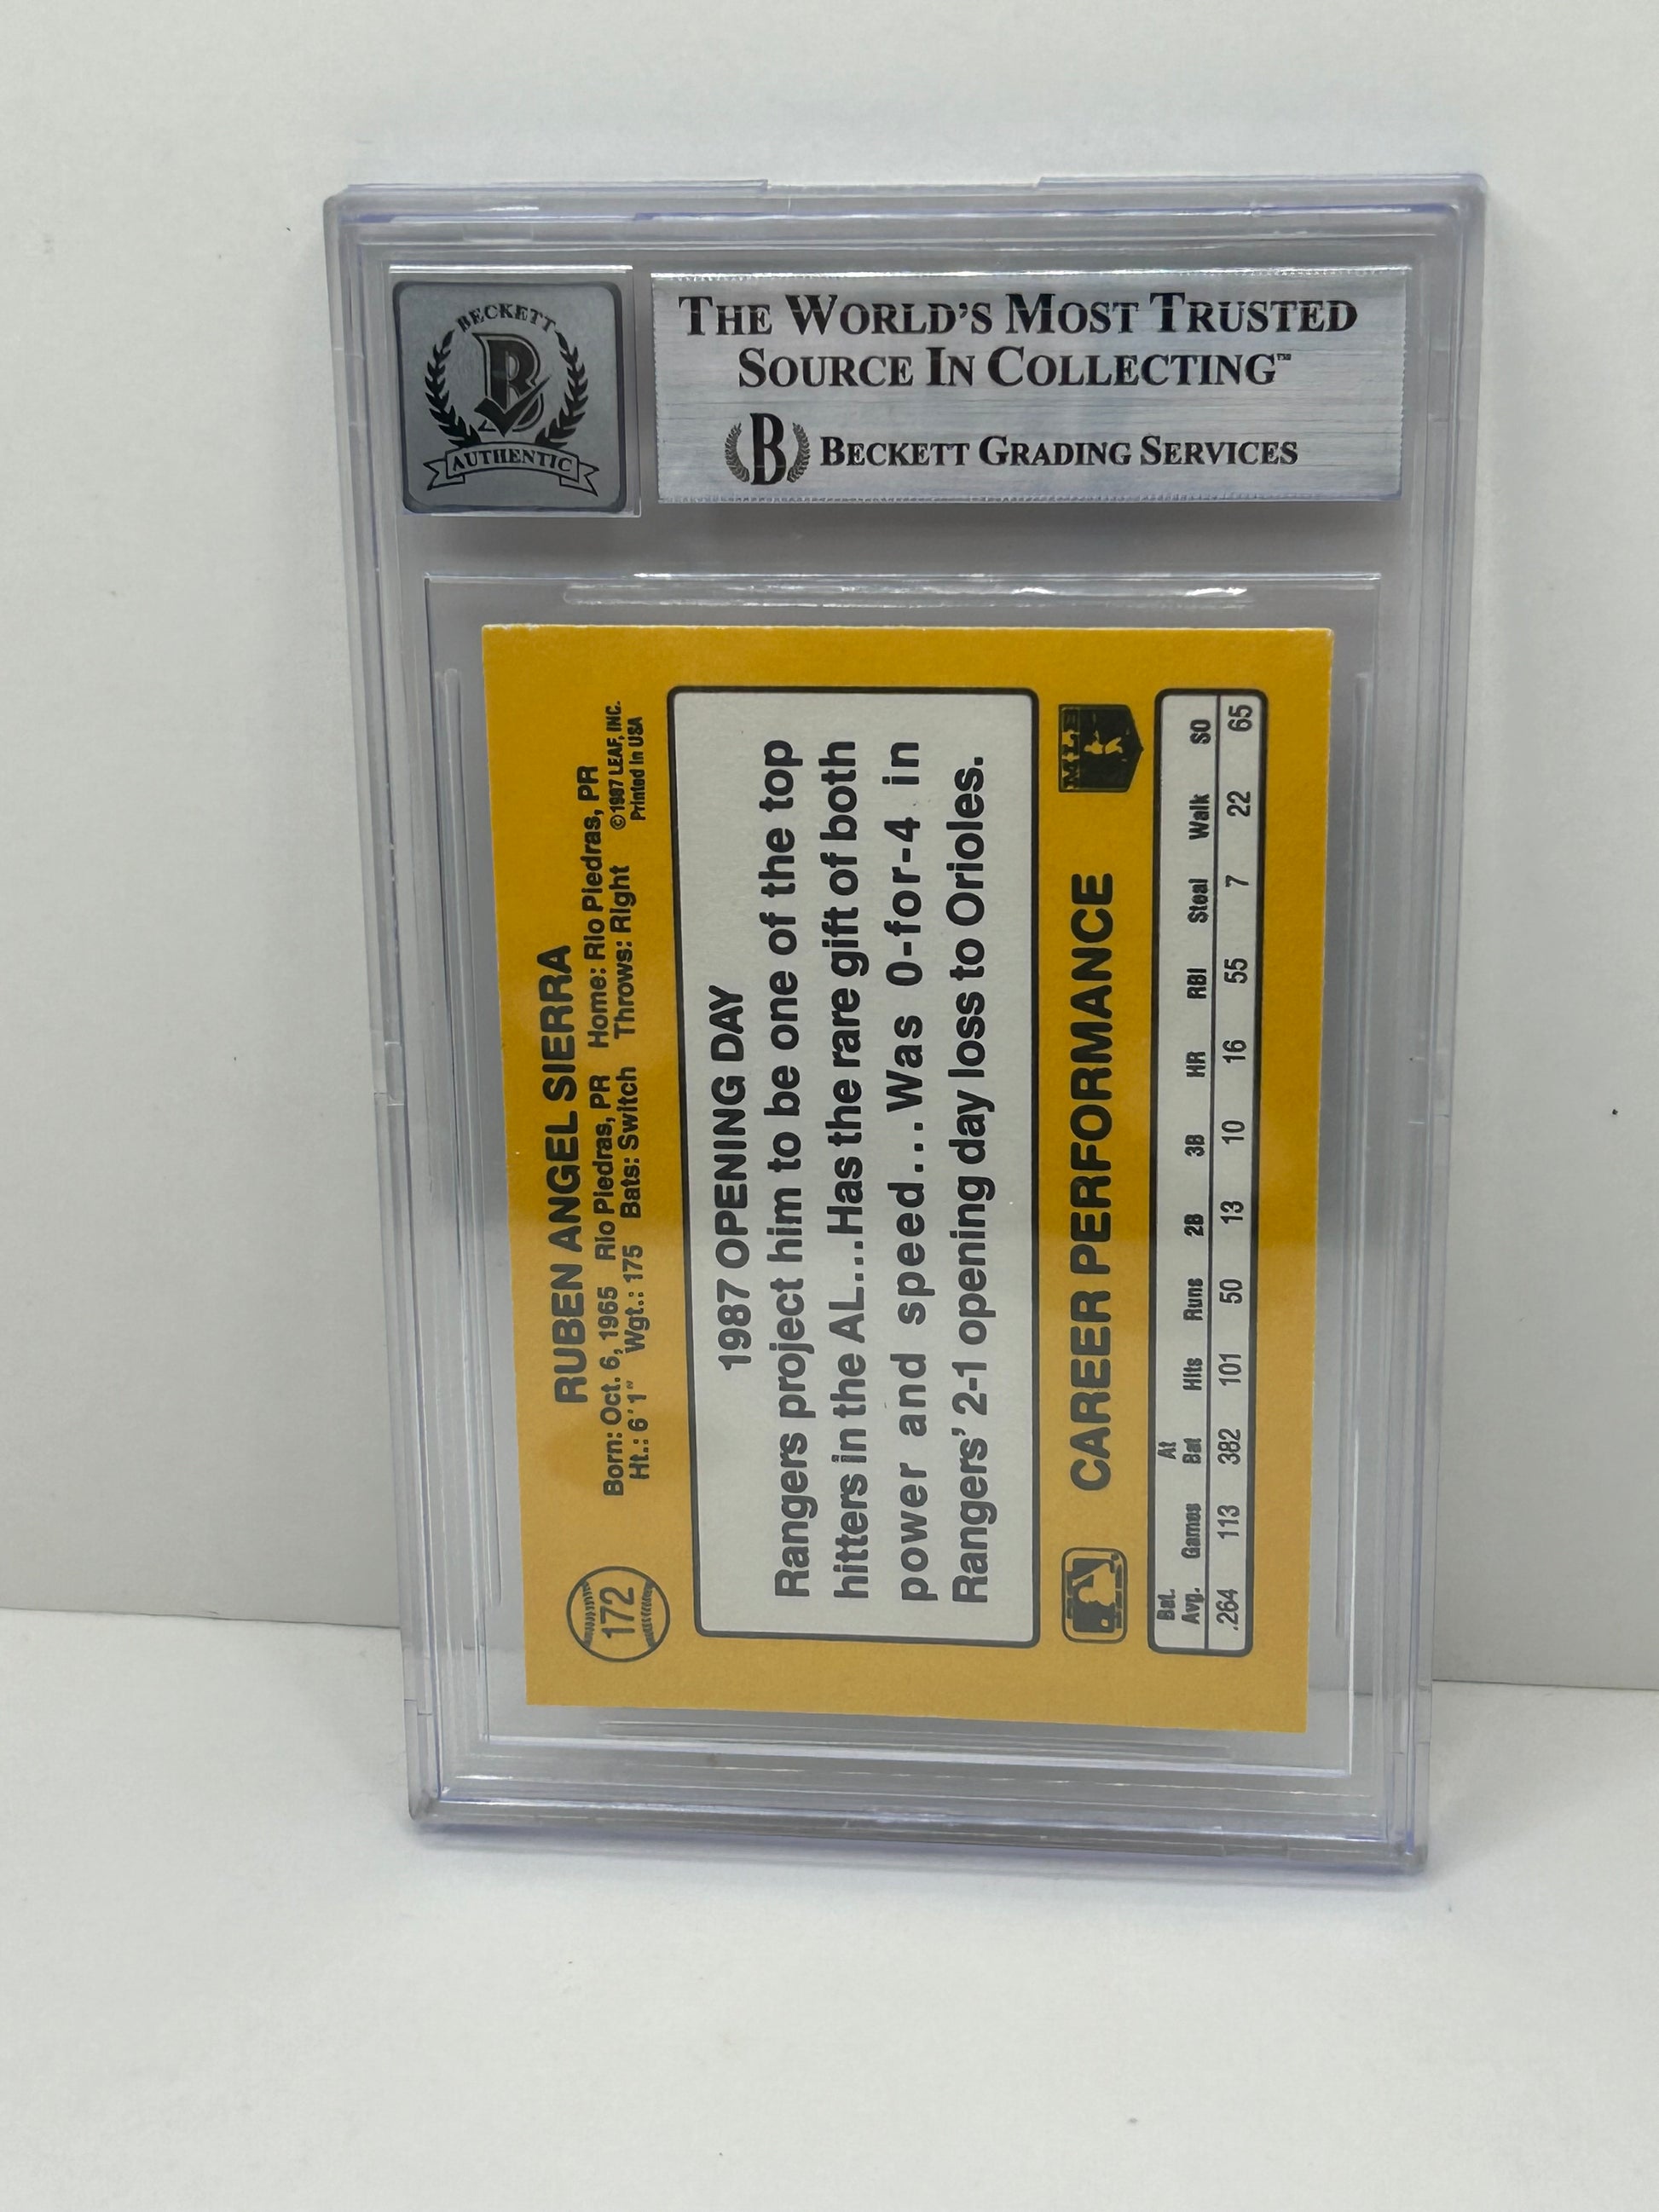 BECKETT
B
AUTHENTIC
THE WORLD'S MOST TRUSTED
SOURCE IN COLLECTING™
B BECKETT GRADING SERVICES
172
RUBEN ANGEL SIERRA
Born: Oct. 6, 1965 Rio Piedras, PR Home: Rio Piedras, PR
Ht.: 6'1" Wgt.: 175 Bats: Switch Throws: Right
©1987 LEAF, INC.
Printed in USA
1987 OPENING DAY
Rangers project him to be one of the top
hitters in the AL...Has the rare gift of both
power and speed...Was 0-for-4 in
Rangers' 2-1 opening day loss to Orioles.
CAREER PERFORMANCE
Bat. Avg. Games At Bat Hits Runs 2B 3B HR RBI Steal Walk SO
.264 113 382 101 50 13 10 16 55 7 22 65